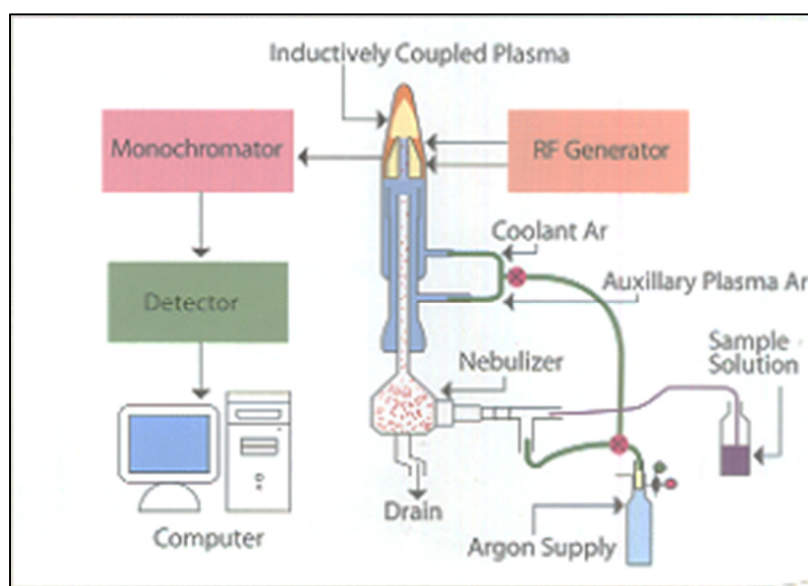 Inductively Coupled Plasma
Monochromator
RF Generator
Coolant Ar
Detector
Auxillary Plasma Ar
Sample
Solution
Nebulizer
Drain
Computer
Argon Supply